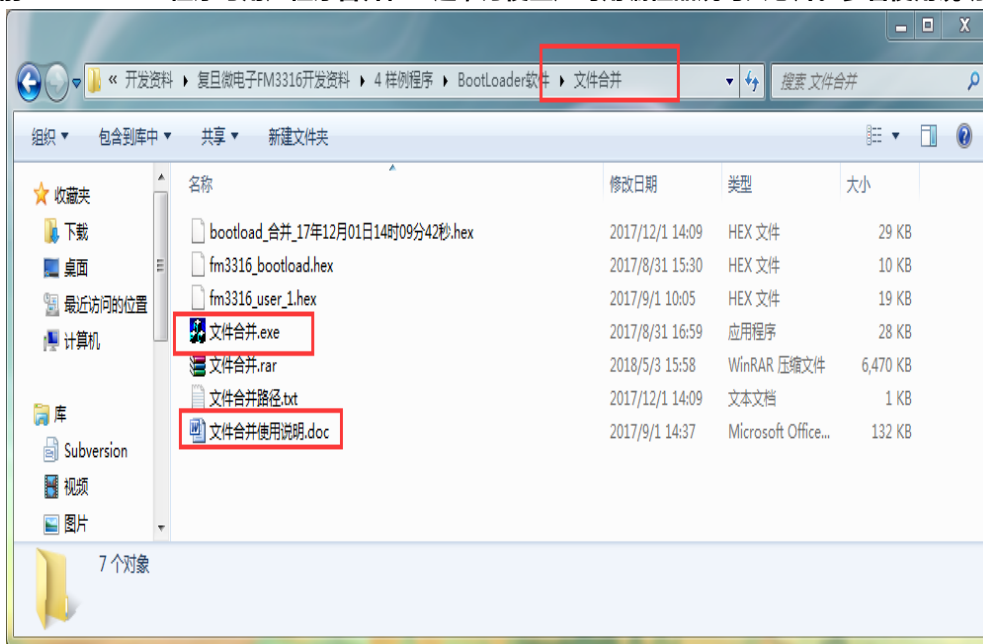 « 开发资料 ▸ 复旦微电子FM3316开发资料 ▸ 4 样例程序 ▸ BootLoader软件 ▸ 文件合并
搜索 文件合并
组织 包含到库中 共享 新建文件夹
名称 修改日期 类型 大小
收藏夹
下载
桌面
最近访问的位置
计算机
库
Subversion
视频
图片
bootload_合并_17年12月01日14时09分42秒.hex 2017/12/1 14:09 HEX 文件 29 KB
fm3316_bootload.hex 2017/8/31 15:30 HEX 文件 10 KB
fm3316_user_1.hex 2017/9/1 10:05 HEX 文件 19 KB
文件合并.exe 2017/8/31 16:59 应用程序 28 KB
文件合并.rar 2018/5/3 15:58 WinRAR 压缩文件 6,470 KB
文件合并路径.txt 2017/12/1 14:09 文本文档 1 KB
文件合并使用说明.doc 2017/9/1 14:37 Microsoft Office... 132 KB
7 个对象